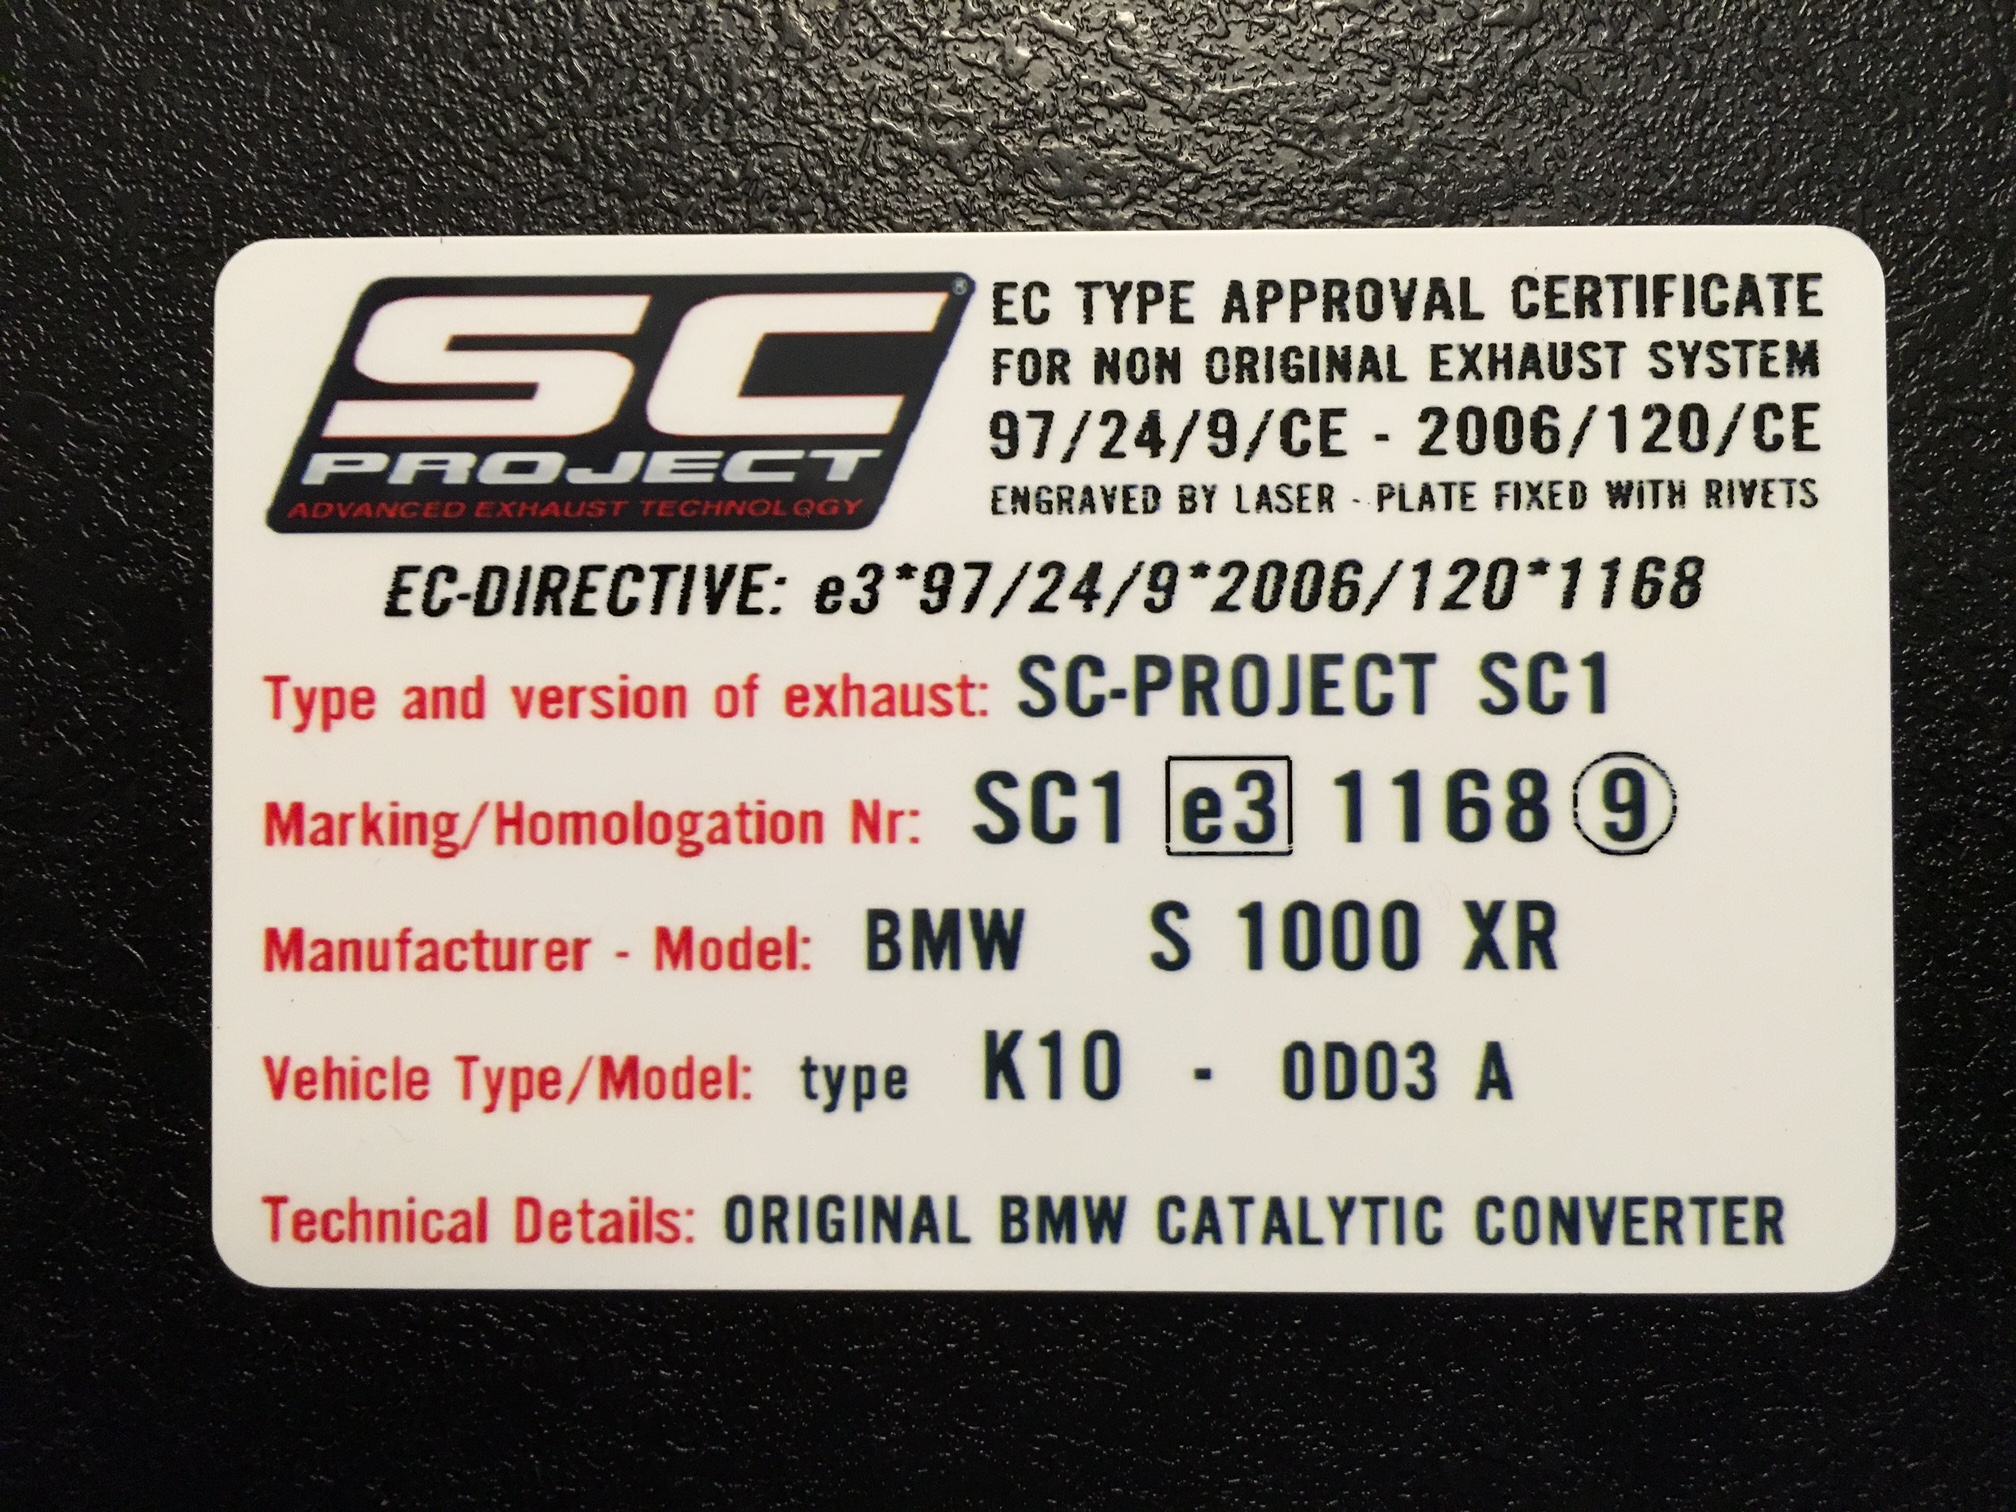 SC®
PROJECT
ADVANCED EXHAUST TECHNOLOGY
EC TYPE APPROVAL CERTIFICATE
FOR NON ORIGINAL EXHAUST SYSTEM
97/24/9/CE - 2006/120/CE
ENGRAVED BY LASER - PLATE FIXED WITH RIVETS
EC-DIRECTIVE: e3*97/24/9*2006/120*1168
Type and version of exhaust: SC-PROJECT SC1
Marking/Homologation Nr: SC1 e3 1168 9
Manufacturer - Model: BMW S 1000 XR
Vehicle Type/Model: type K10 - 0D03 A
Technical Details: ORIGINAL BMW CATALYTIC CONVERTER